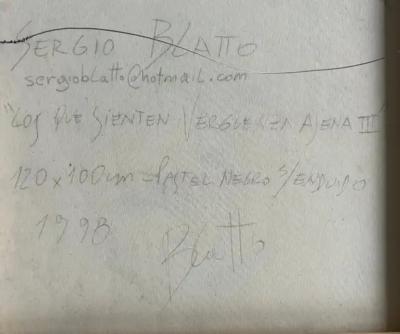 SERGIO BLATTO
sergioblatto@hotmail.com
"LOS QUE SIENTEN VERGÜENZA AJENA III"
120 x 100 cm - PASTEL NEGRO S/ENDUIDO
1998
Blatto